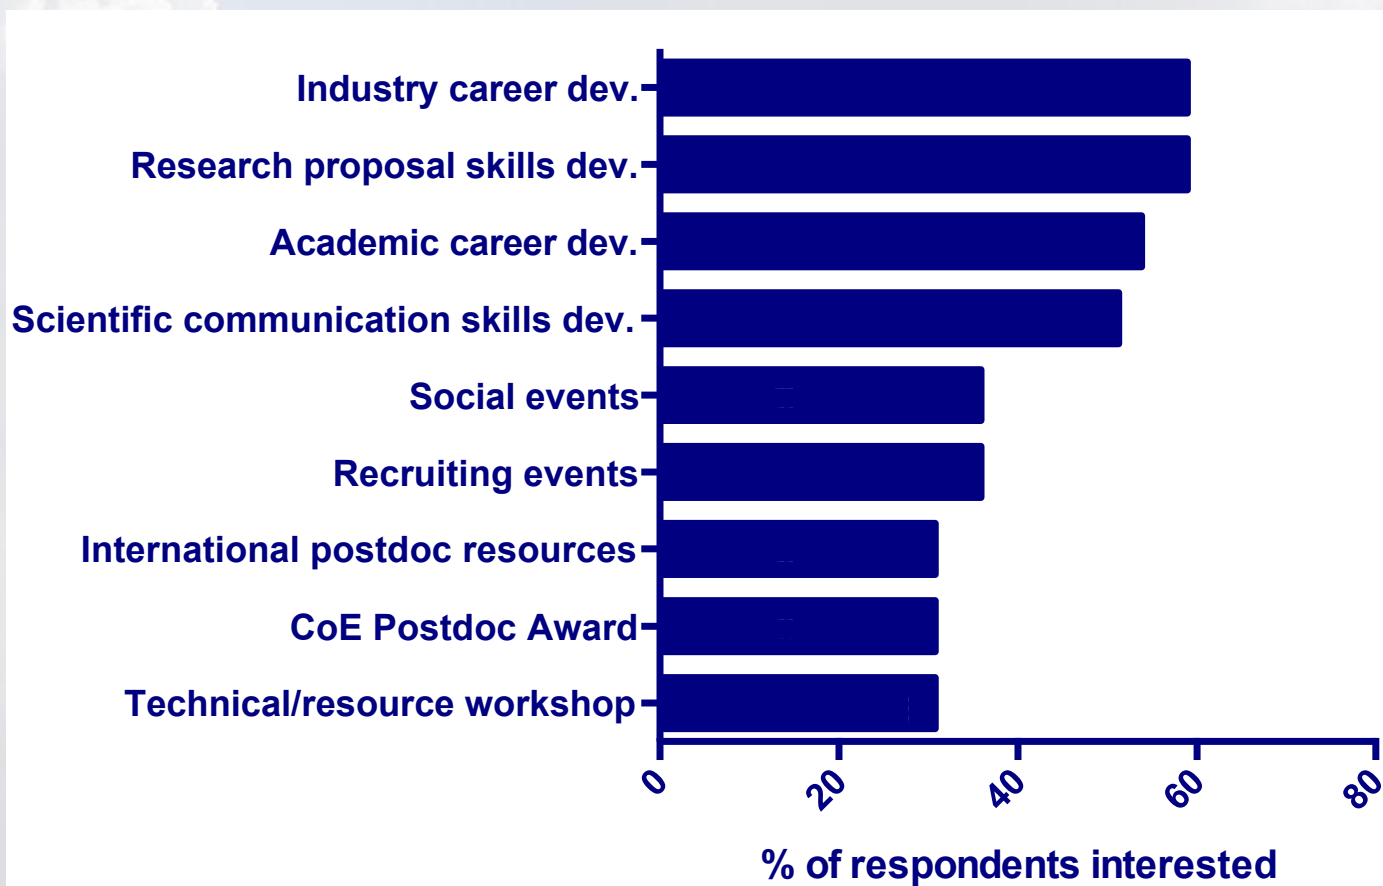 Industry career dev.
Research proposal skills dev.
Academic career dev.
Scientific communication skills dev.
Social events
Recruiting events
International postdoc resources
CoE Postdoc Award
Technical/resource workshop
0 20 40 60 80
% of respondents interested